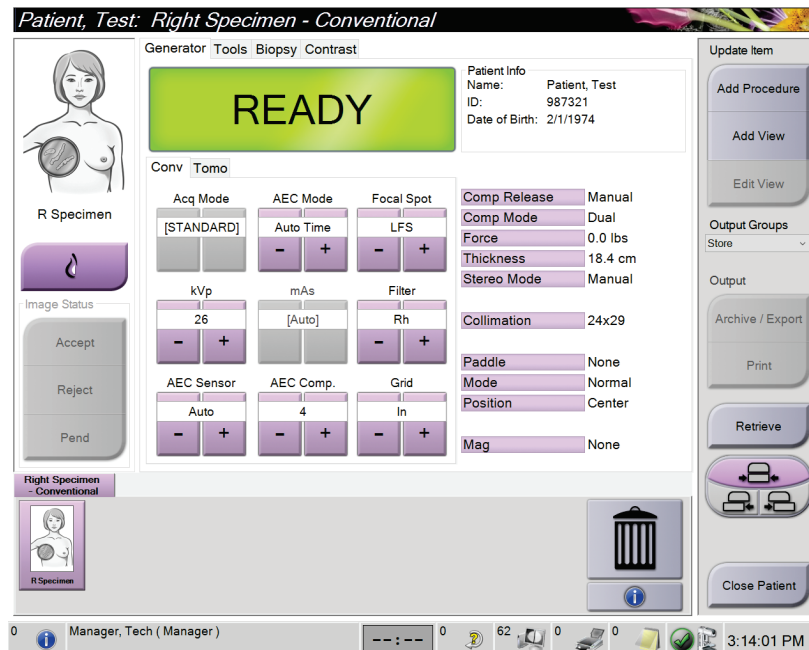 Patient, Test: Right Specimen - Conventional
Generator Tools Biopsy Contrast
READY
Patient Info
Name: Patient, Test
ID: 987321
Date of Birth: 2/1/1974
R Specimen
Image Status
Accept
Reject
Pend
Conv Tomo
Acq Mode AEC Mode Focal Spot
[STANDARD] Auto Time LFS
- + - +
kVp mAs Filter
26 [Auto] Rh
- + - +
AEC Sensor AEC Comp. Grid
Auto 4 In
- + - + - +
Comp Release Manual
Comp Mode Dual
Force 0.0 lbs
Thickness 18.4 cm
Stereo Mode Manual
Collimation 24x29
Paddle None
Mode Normal
Position Center
Mag None
Update Item
Add Procedure
Add View
Edit View
Output Groups
Store
Output
Archive / Export
Print
Retrieve
Close Patient
Right Specimen
- Conventional
R Specimen
0 Manager, Tech ( Manager ) --:-- 0 62 0 0 3:14:01 PM